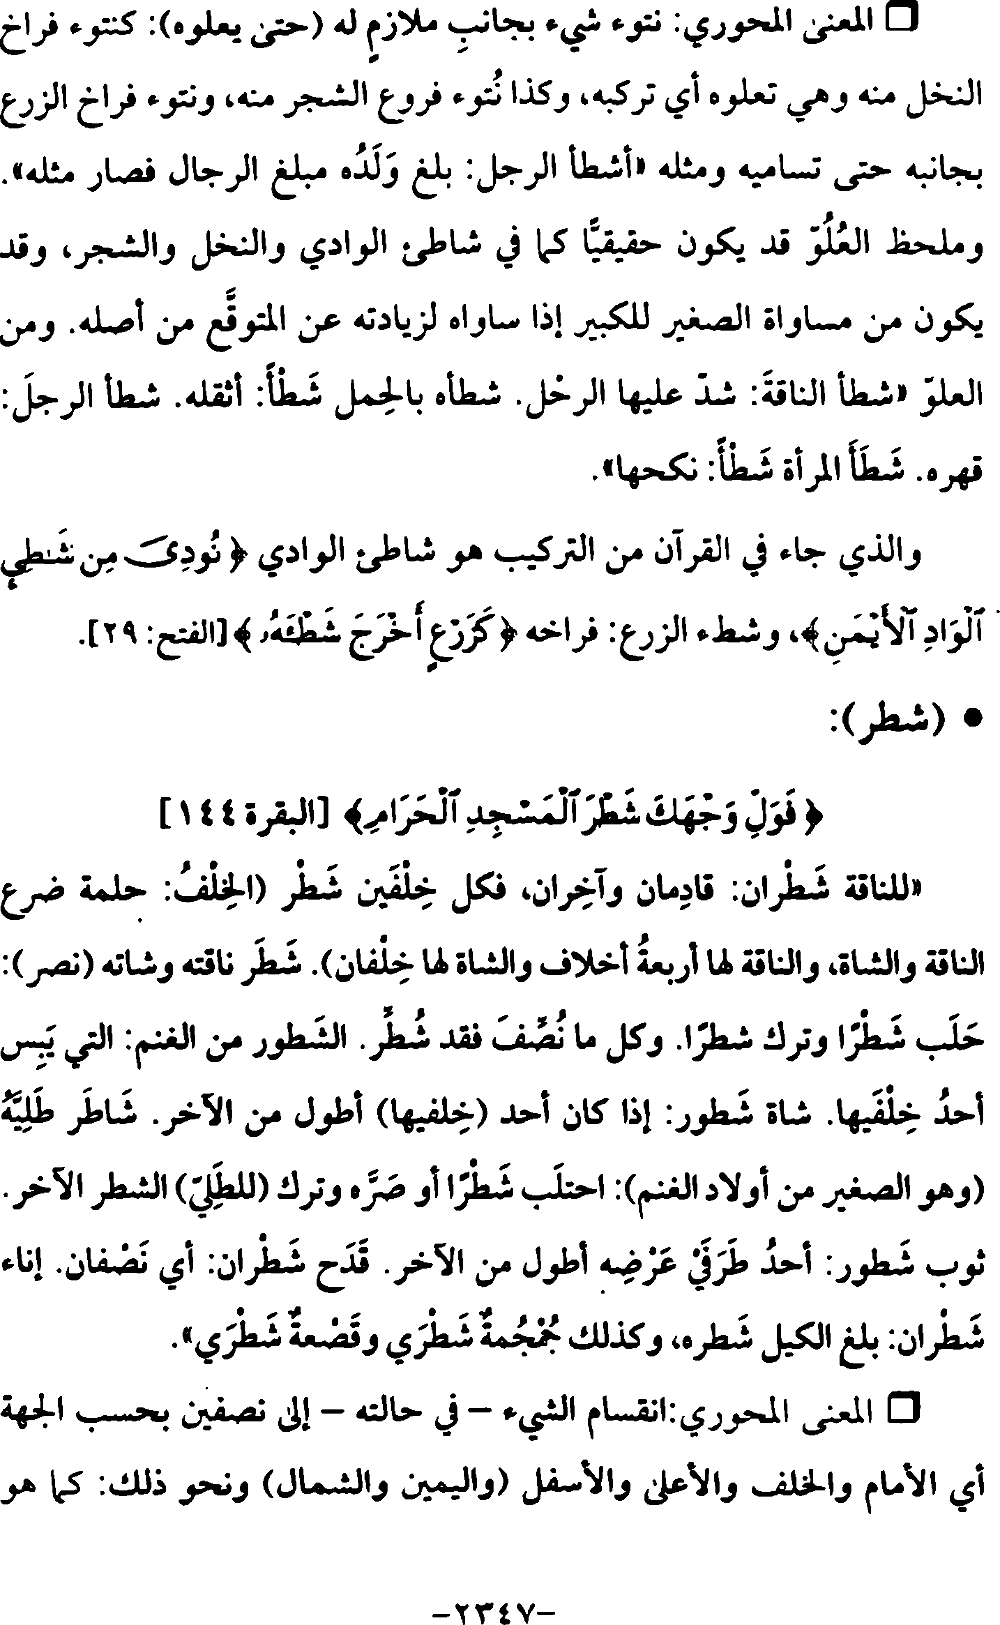 ❐ المعنى المحوري: نتوء شيء بجانبِ ملازمٍ له (حتى يعلوه): كنتوء فراخ
النخل منه وهي تعلوه أي تركبه، وكذا نُتوء فروع الشجر منه، ونتوء فراخ الزرع
بجانبه حتى تساميه ومثله «أشطأ الرجل: بلغ وَلَدُه مبلغ الرجال فصار مثله».
وملحظ العُلُوّ قد يكون حقيقيًّا كما في شاطئ الوادي والنخل والشجر، وقد
يكون من مساواة الصغير للكبير إذا ساواه لزيادته عن المتوقَّع من أصله. ومن
العلوّ «شطأ الناقةَ: شدّ عليها الرحْل. شطأه بالحِمل شَطْأً: أثقله. شطأ الرجلَ:
قهره. شَطَأَ المرأة شَطْأً: نكحها».
والذي جاء في القرآن من التركيب هو شاطئ الوادي ﴿ نُودِىَ مِن شَـٰطِئِ
ٱلْوَادِ ٱلْأَيْمَنِ﴾، وشطء الزرع: فراخه ﴿ كَزَرْعٍ أَخْرَجَ شَطْـَٔهُۥ ﴾ [الفتح: ٢٩].
• (شطر):
﴿ فَوَلِّ وَجْهَكَ شَطْرَ ٱلْمَسْجِدِ ٱلْحَرَامِ﴾ [البقرة ١٤٤]
«للناقة شَطْران: قادِمان وآخِران، فكل خِلْفَين شَطْر (الخِلْفُ: حلمة ضرع
الناقة والشاة، والناقة لها أربعةُ أخلاف والشاة لها خِلْفان). شَطَر ناقته وشاته (نصر):
حَلَب شَطْرًا وترك شطرًا. وكل ما نُصِّفَ فقد شُطِّر. الشَطور من الغنم: التي يَبِس
أحدُ خِلْفَيها. شاة شَطور: إذا كان أحد (خِلفيها) أطول من الآخر. شَاطَر طَلِيَّهُ
(وهو الصغير من أولاد الغنم): احتلَب شَطْرًا أو صَرَّه وترك (للطَلِيّ) الشطر الآخر.
ثوب شَطور: أحدُ طَرَفَيْ عَرْضِه أطول من الآخر. قَدَح شَطْران: أي نَصْفان. إناء
شَطْران: بلغ الكيل شَطره، وكذلك جُمْجُمةٌ شَطْرَي وقَصْعةٌ شَطْرَي».
❐ المعنى المحوري:انقسام الشيء – في حالته – إلى نصفين بحسب الجهة
أي الأمام والخلف والأعلى والأسفل (واليمين والشمال) ونحو ذلك: كما هو
-٢٣٤٧-